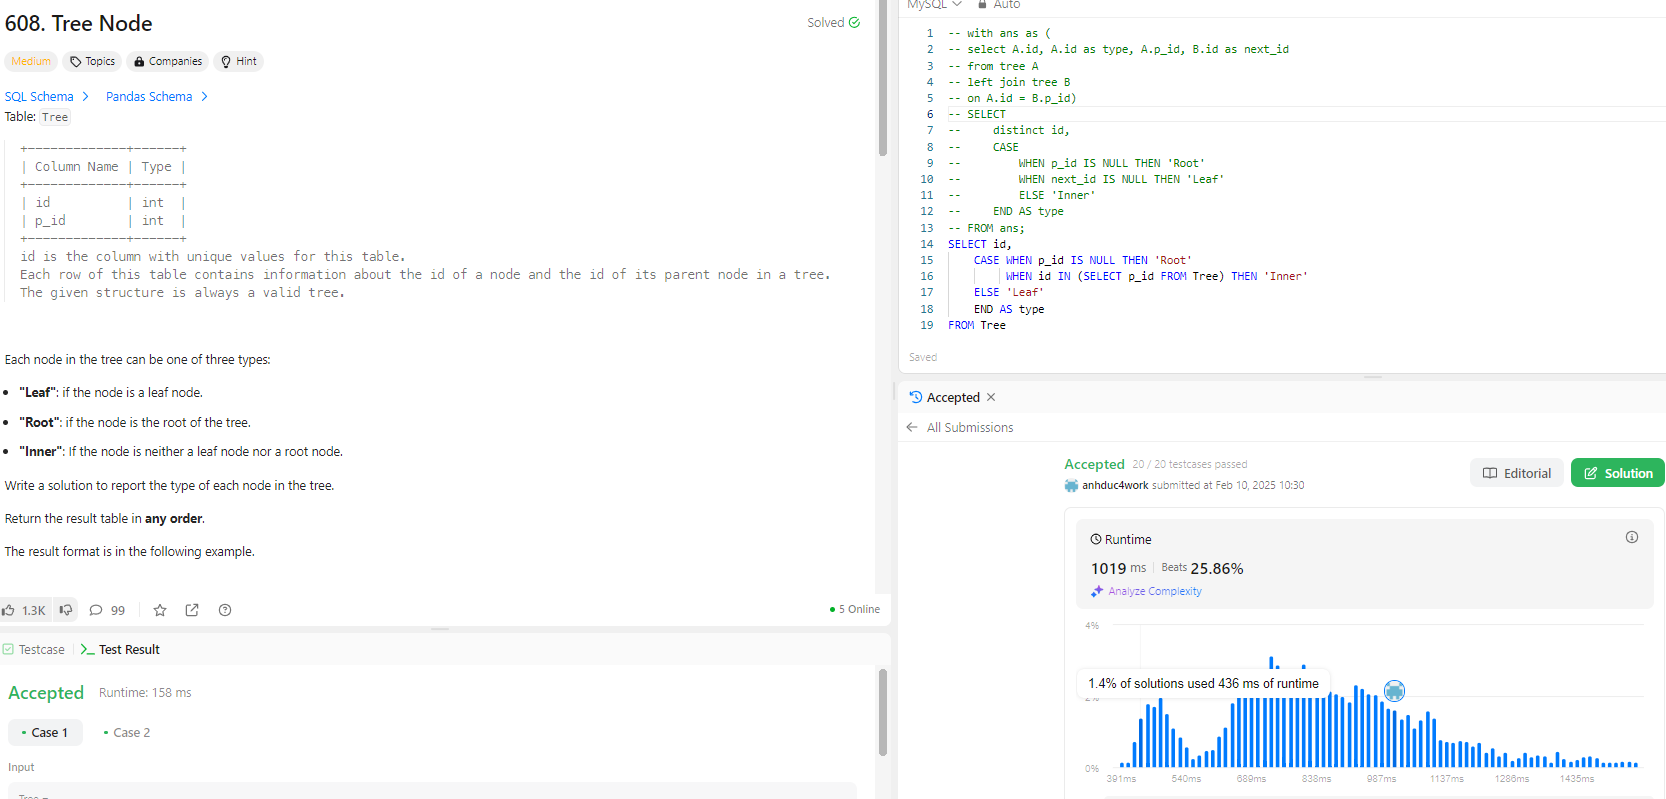 608. Tree Node
Solved
Medium Topics Companies Hint
SQL Schema > Pandas Schema >
Table: Tree
+-------------+------+
| Column Name | Type |
+-------------+------+
| id          | int  |
| p_id        | int  |
+-------------+------+
id is the column with unique values for this table.
Each row of this table contains information about the id of a node and the id of its parent node in a tree.
The given structure is always a valid tree.
Each node in the tree can be one of three types:
• "Leaf": if the node is a leaf node.
• "Root": if the node is the root of the tree.
• "Inner": If the node is neither a leaf node nor a root node.
Write a solution to report the type of each node in the tree.
Return the result table in any order.
The result format is in the following example.
1.3K 99
5 Online
Testcase Test Result
Accepted Runtime: 158 ms
• Case 1 • Case 2
Input
Tree =
MySQL Auto
1 -- with ans as (
2 -- select A.id, A.id as type, A.p_id, B.id as next_id
3 -- from tree A
4 -- left join tree B
5 -- on A.id = B.p_id)
6 -- SELECT
7 --     distinct id,
8 --     CASE
9 --         WHEN p_id IS NULL THEN 'Root'
10 --         WHEN next_id IS NULL THEN 'Leaf'
11 --         ELSE 'Inner'
12 --     END AS type
13 -- FROM ans;
14 SELECT id,
15     CASE WHEN p_id IS NULL THEN 'Root'
16          WHEN id IN (SELECT p_id FROM Tree) THEN 'Inner'
17     ELSE 'Leaf'
18     END AS type
19 FROM Tree
Saved
Accepted
All Submissions
Accepted 20 / 20 testcases passed
anhduc4work submitted at Feb 10, 2025 10:30
Editorial
Solution
Runtime
1019 ms Beats 25.86%
Analyze Complexity
4%
1.4% of solutions used 436 ms of runtime
2%
0%
391ms 540ms 689ms 838ms 987ms 1137ms 1286ms 1435ms